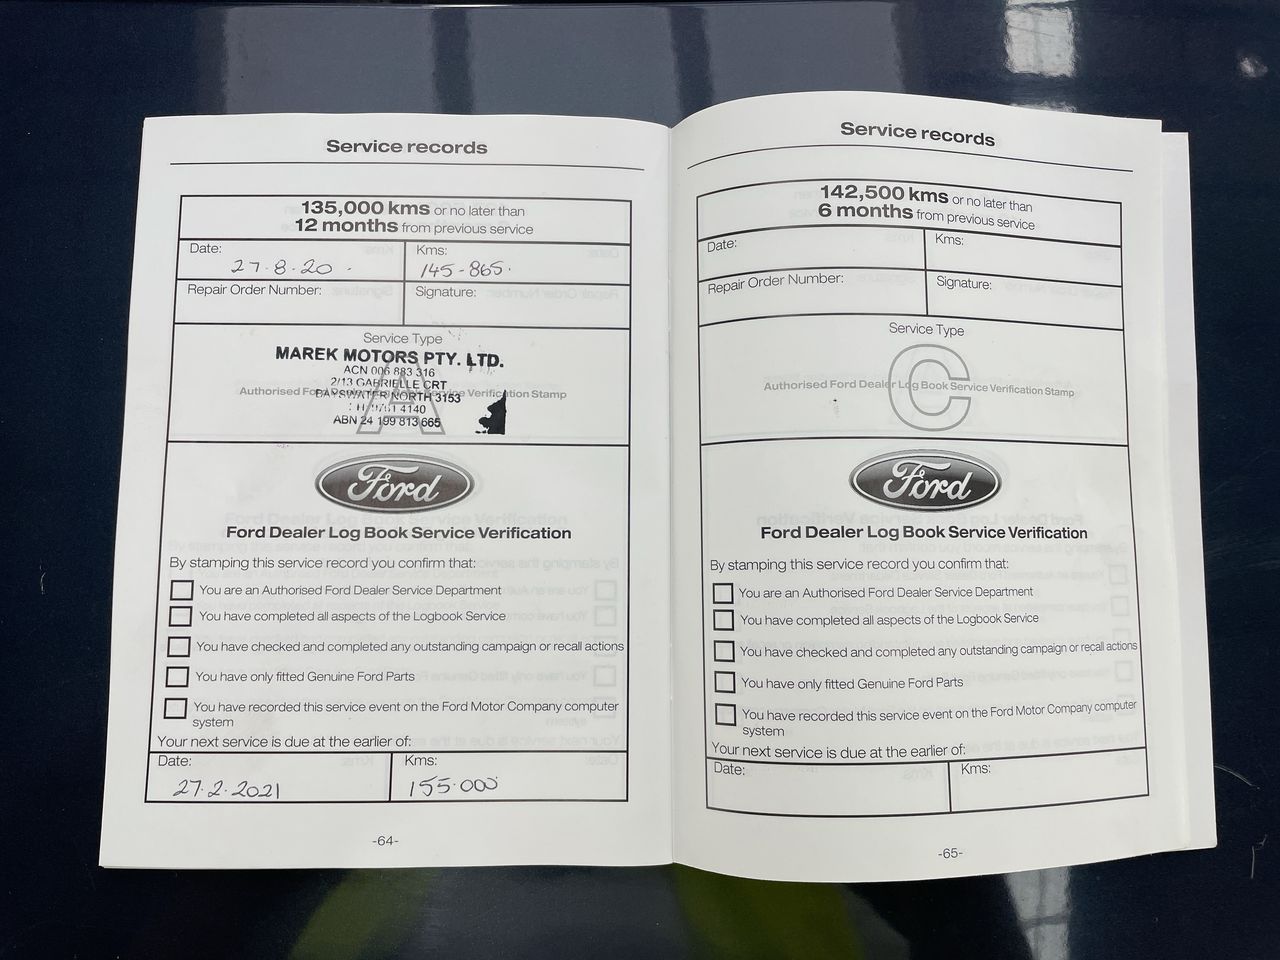 Service records
135,000 kms or no later than
12 months from previous service
Date:
27.8.20
Kms:
145-865.
Repair Order Number:
Signature:
Service Type
MAREK MOTORS PTY. LTD.
ACN 006 883 316
2/13 GABRIELLE CRT
Authorised Ford Service Verification Stamp
BAYSWATER NORTH 3153
4140
ABN 24 199 813 665
A
Ford
Ford Dealer Log Book Service Verification
By stamping this service record you confirm that:
You are an Authorised Ford Dealer Service Department
You have completed all aspects of the Logbook Service
You have checked and completed any outstanding campaign or recall actions
You have only fitted Genuine Ford Parts
You have recorded this service event on the Ford Motor Company computer
system
Your next service is due at the earlier of:
Date:
27.2.2021
Kms:
155.000
-64-
Service records
142,500 kms or no later than
6 months from previous service
Date:
Kms:
Repair Order Number:
Signature:
Service Type
C
Authorised Ford Dealer Log Book Service Verification Stamp
Ford
Ford Dealer Log Book Service Verification
By stamping this service record you confirm that:
You are an Authorised Ford Dealer Service Department
You have completed all aspects of the Logbook Service
You have checked and completed any outstanding campaign or recall actions
You have only fitted Genuine Ford Parts
You have recorded this service event on the Ford Motor Company computer
system
Your next service is due at the earlier of:
Date:
Kms:
-65-